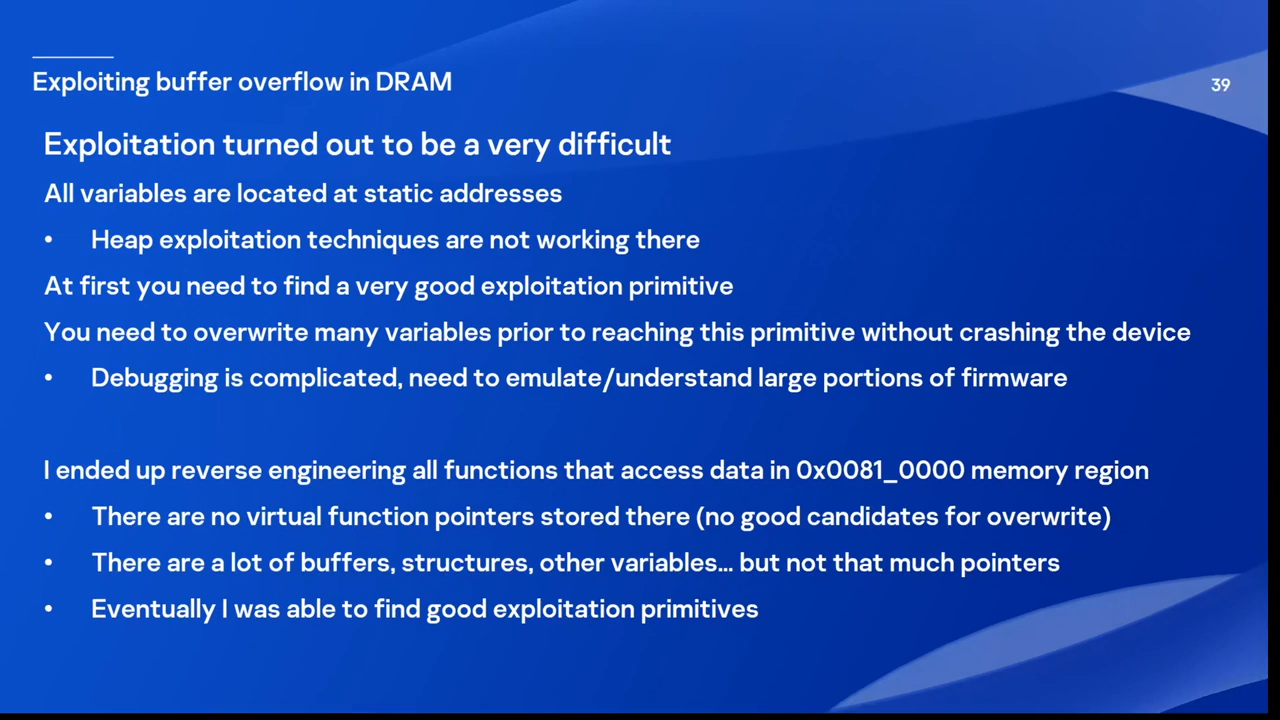 Exploiting buffer overflow in DRAM
39
Exploitation turned out to be a very difficult
All variables are located at static addresses
• Heap exploitation techniques are not working there
At first you need to find a very good exploitation primitive
You need to overwrite many variables prior to reaching this primitive without crashing the device
• Debugging is complicated, need to emulate/understand large portions of firmware
I ended up reverse engineering all functions that access data in 0x0081_0000 memory region
• There are no virtual function pointers stored there (no good candidates for overwrite)
• There are a lot of buffers, structures, other variables... but not that much pointers
• Eventually I was able to find good exploitation primitives